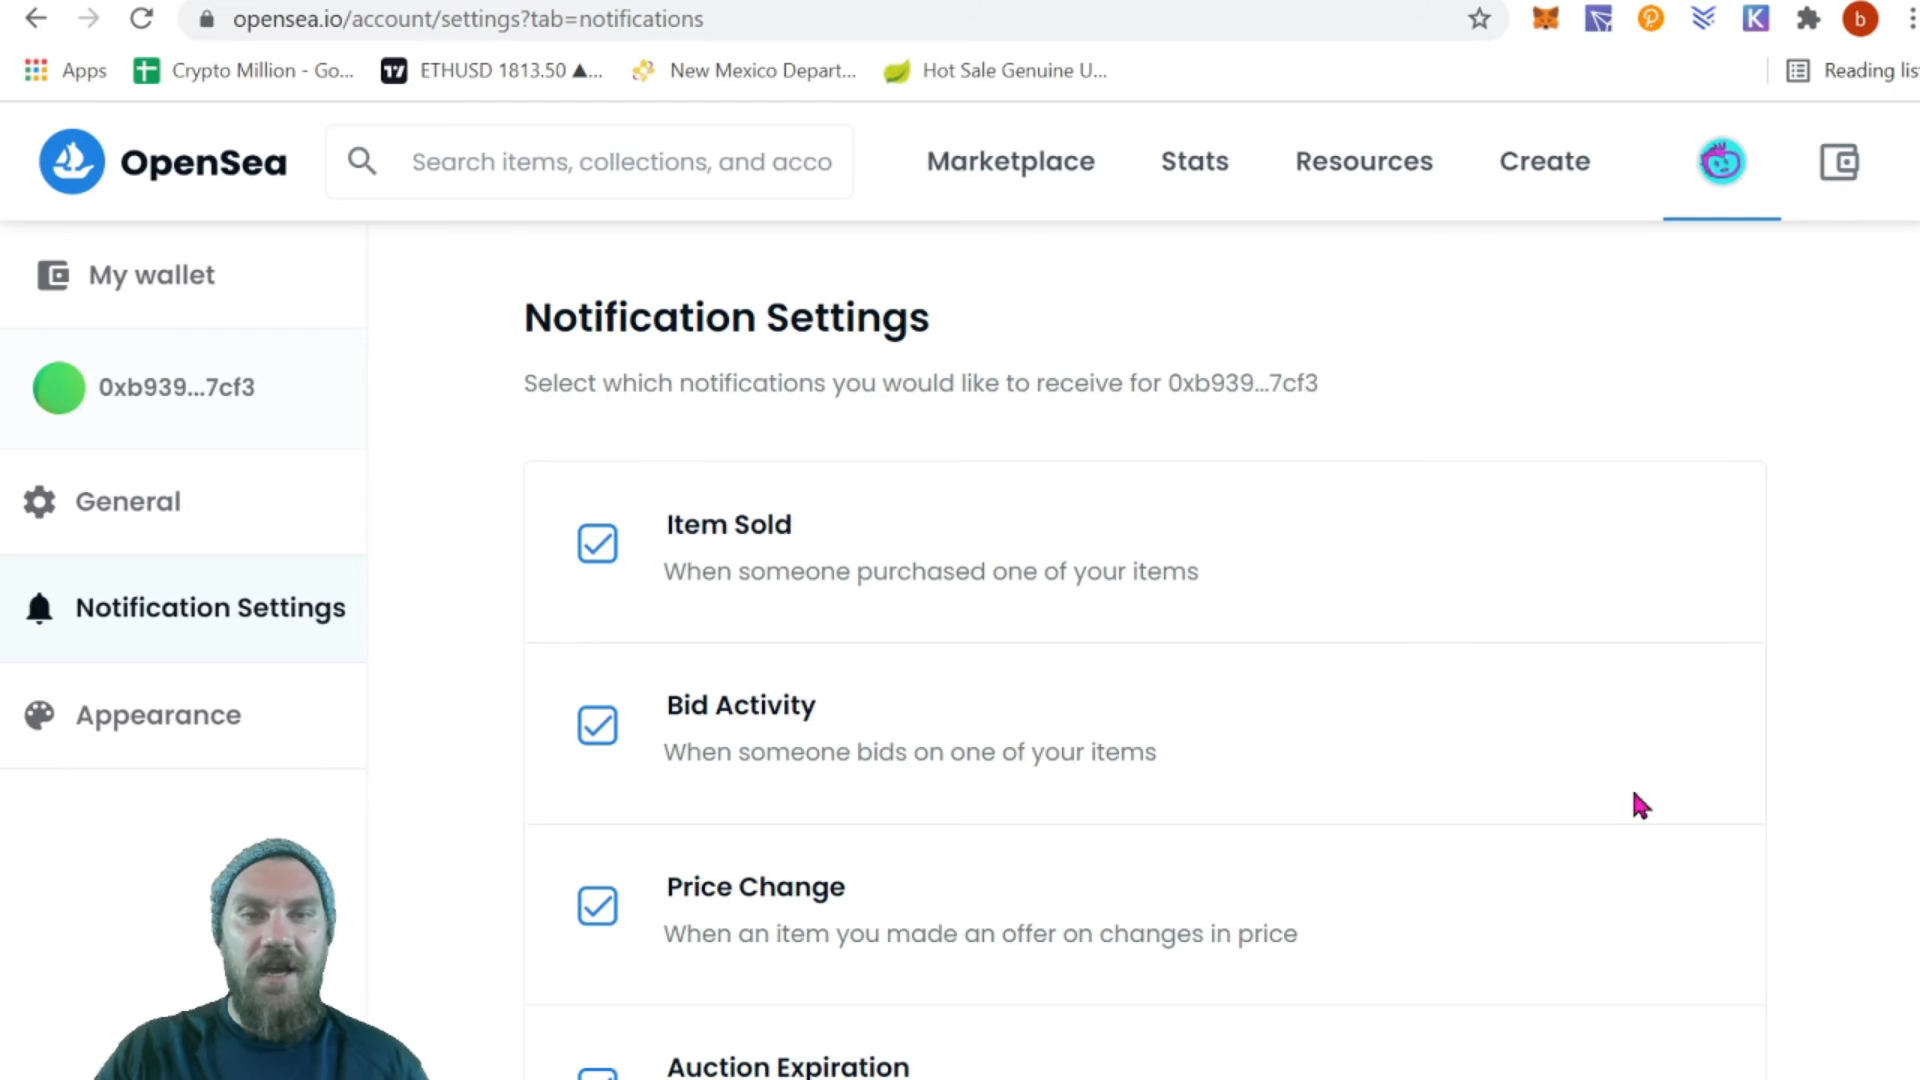 opensea.io/account/settings?tab=notifications
b
Apps
Crypto Million - Go...
ETHUSD 1813.50 ▲...
New Mexico Depart...
Hot Sale Genuine U...
Reading lis
OpenSea
Search items, collections, and acco
Marketplace
Stats
Resources
Create
My wallet
0xb939...7cf3
General
Notification Settings
Appearance
Notification Settings
Select which notifications you would like to receive for 0xb939...7cf3
Item Sold
When someone purchased one of your items
Bid Activity
When someone bids on one of your items
Price Change
When an item you made an offer on changes in price
Auction Expiration